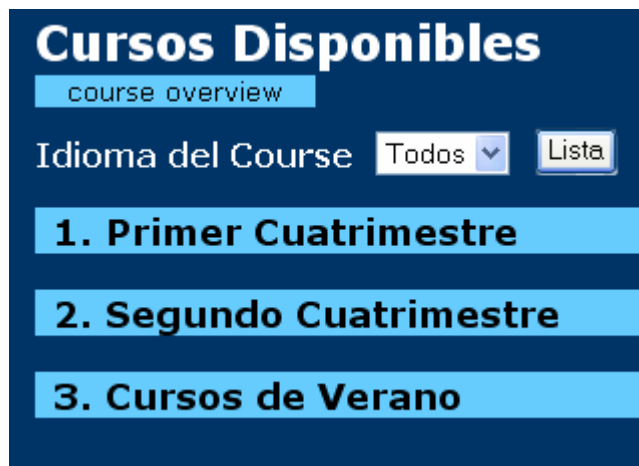 Cursos Disponibles
course overview
Idioma del Course Todos Lista
1. Primer Cuatrimestre
2. Segundo Cuatrimestre
3. Cursos de Verano